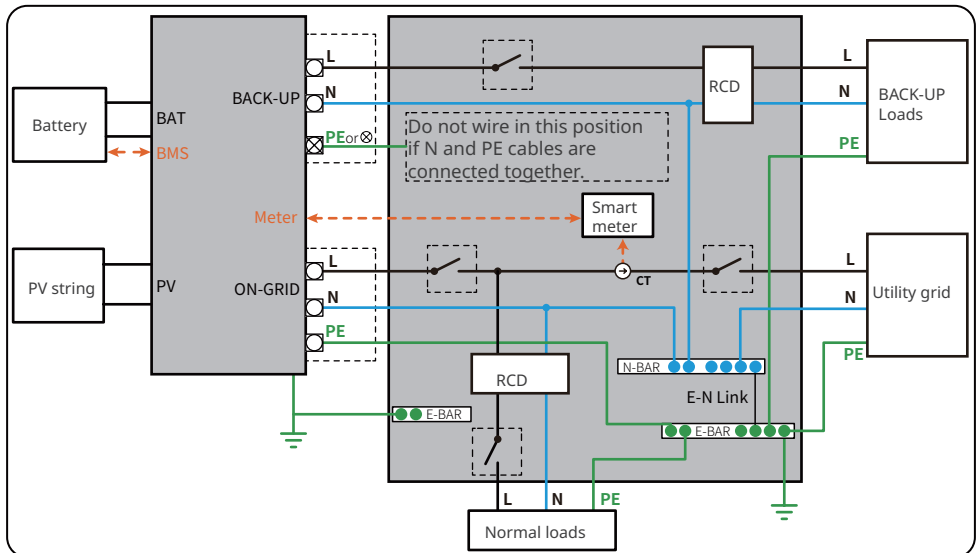 L
N
PEor⊗
BACK-UP
BAT
BMS
Battery
Do not wire in this position
if N and PE cables are
connected together.
RCD
L
N
PE
BACK-UP
Loads
Meter
Smart
meter
CT
PV string
PV
ON-GRID
L
N
PE
L
N
PE
Utility grid
RCD
N-BAR
E-N Link
E-BAR
E-BAR
L
N
PE
Normal loads